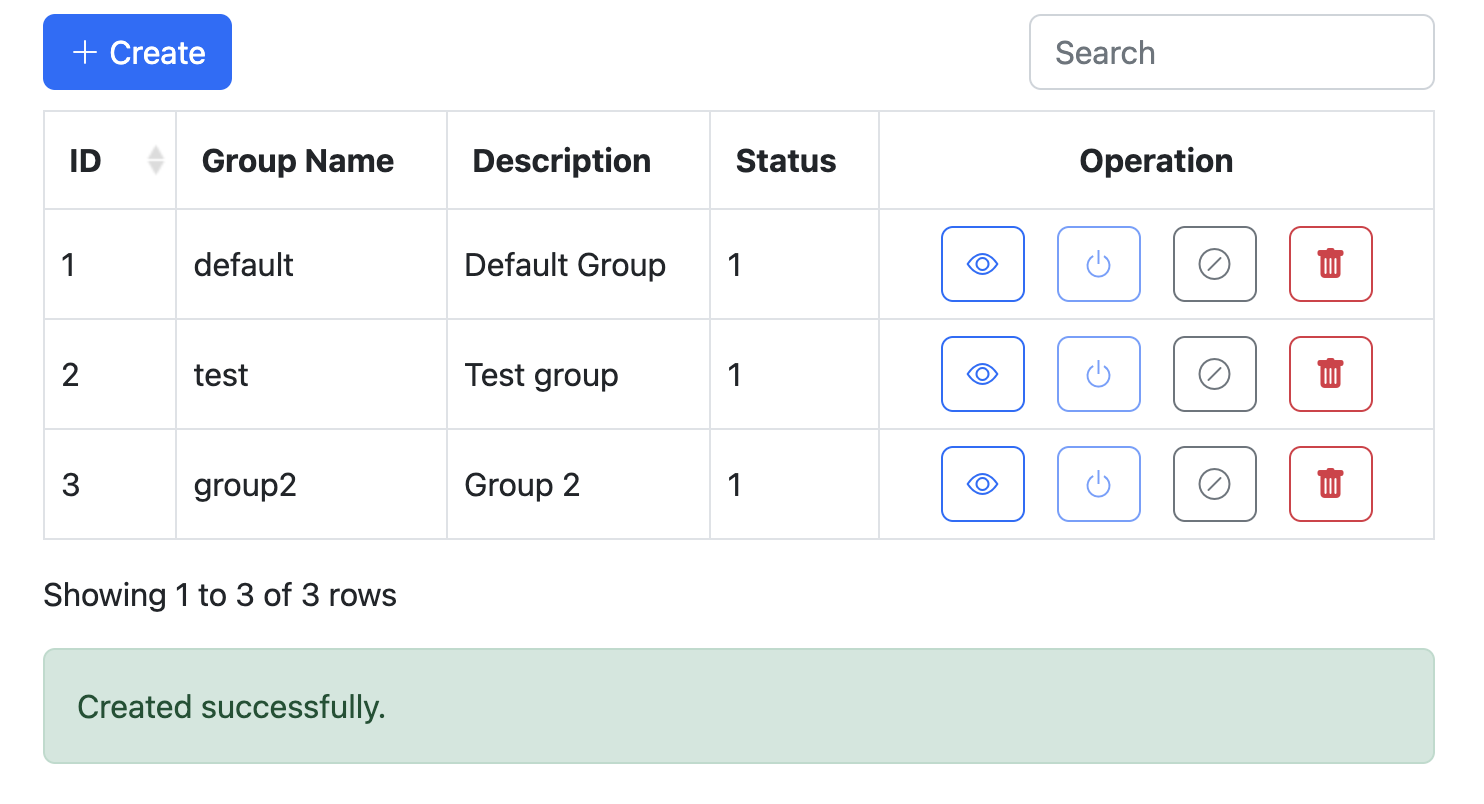 + Create
Search
ID Group Name Description Status Operation
1 default Default Group 1
2 test Test group 1
3 group2 Group 2 1
Showing 1 to 3 of 3 rows
Created successfully.